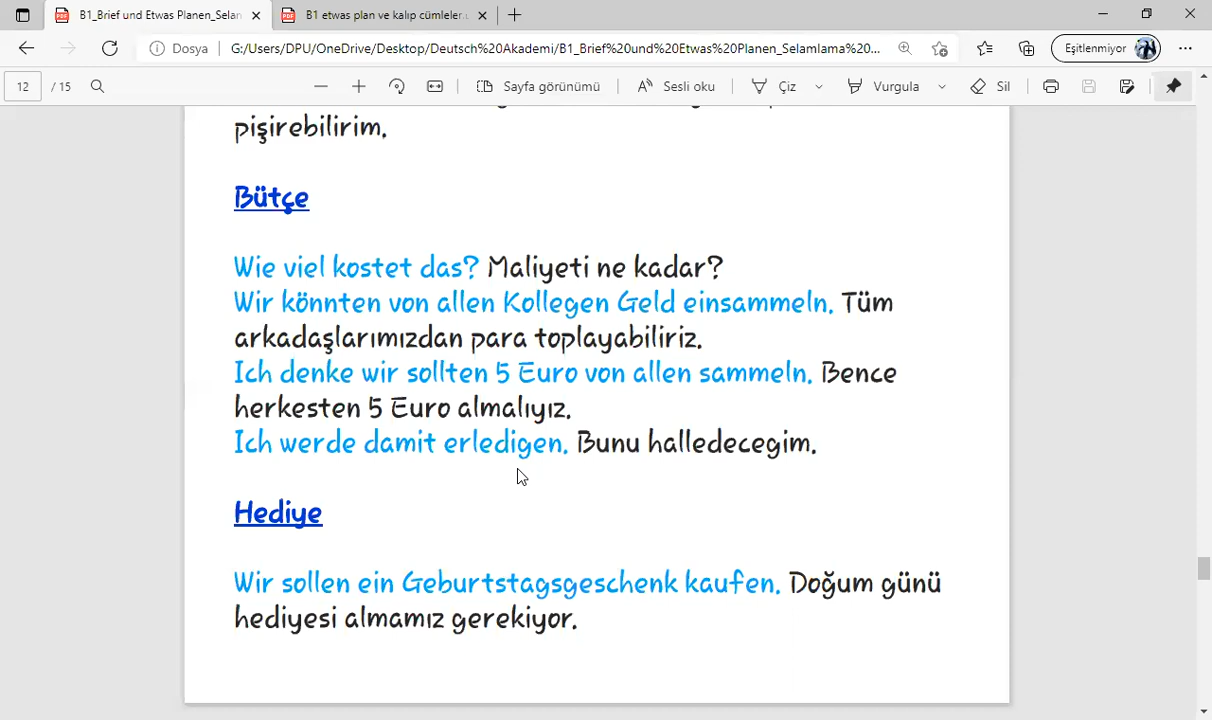 B1_Brief und Etwas Planen_Selan
B1 etwas plan ve kalıp cümleler.
Dosya
G:/Users/DPU/OneDrive/Desktop/Deutsch%20Akademi/B1_Brief%20und%20Etwas%20Planen_Selamlama%20...
Eşitlenmiyor
12 / 15
Sayfa görünümü
Sesli oku
Çiz
Vurgula
Sil
pişirebilirim.
Bütçe
Wie viel kostet das? Maliyeti ne kadar?
Wir könnten von allen Kollegen Geld einsammeln. Tüm
arkadaşlarımızdan para toplayabiliriz.
Ich denke wir sollten 5 Euro von allen sammeln. Bence
herkesten 5 Euro almalıyız.
Ich werde damit erledigen. Bunu halledecegim.
Hediye
Wir sollen ein Geburtstagsgeschenk kaufen. Doğum günü
hediyesi almamız gerekiyor.